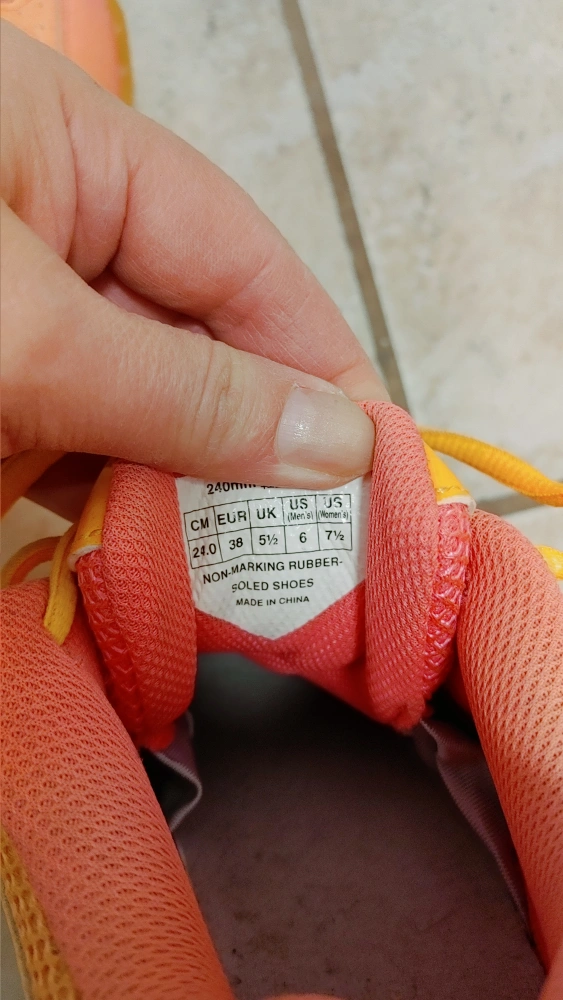 240mm
CM EUR UK US (Men's) US (Women's)
24.0 38 5½ 6 7½
NON-MARKING RUBBER-
SOLED SHOES
MADE IN CHINA